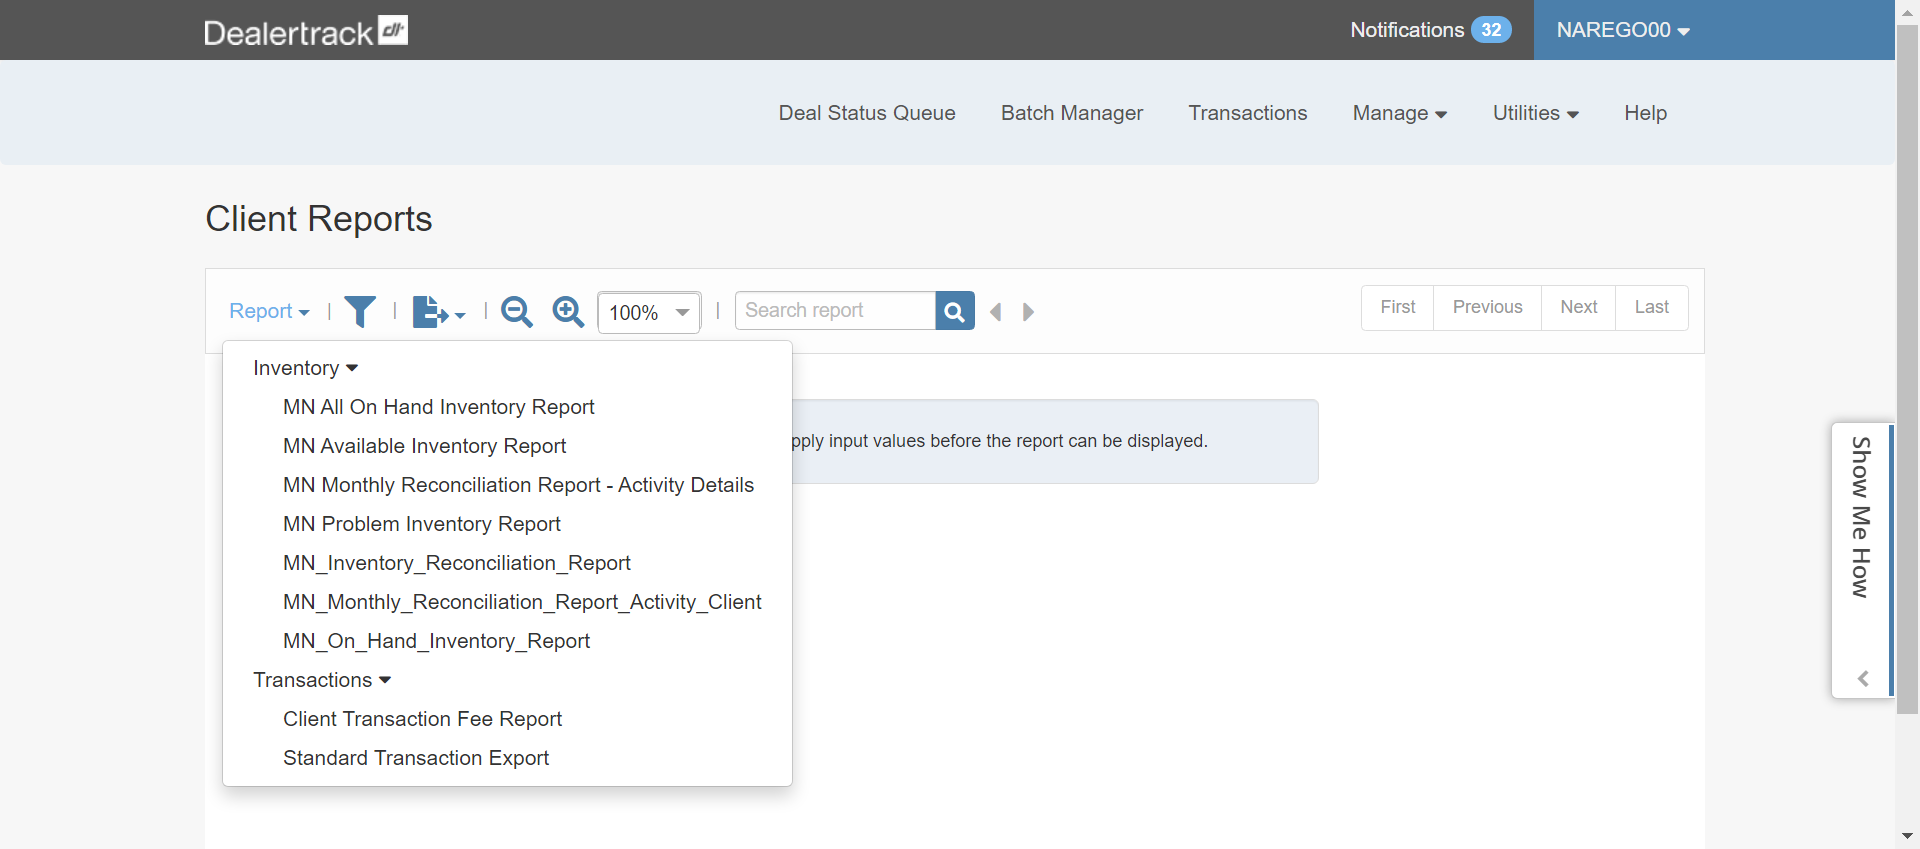 Dealertrack dt
Notifications 32
NAREGO00
Deal Status Queue Batch Manager Transactions Manage Utilities Help
Client Reports
Report | | | 100% | Search report First Previous Next Last
Inventory
MN All On Hand Inventory Report
MN Available Inventory Report
pply input values before the report can be displayed.
MN Monthly Reconciliation Report - Activity Details
MN Problem Inventory Report
MN_Inventory_Reconciliation_Report
MN_Monthly_Reconciliation_Report_Activity_Client
MN_On_Hand_Inventory_Report
Transactions
Client Transaction Fee Report
Standard Transaction Export
Show Me How